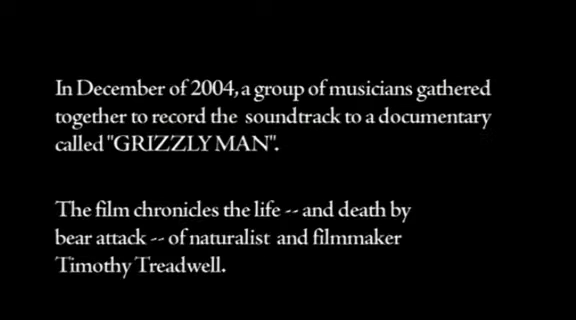 In December of 2004, a group of musicians gathered
together to record the soundtrack to a documentary
called "GRIZZLY MAN".
The film chronicles the life -- and death by
bear attack -- of naturalist and filmmaker
Timothy Treadwell.